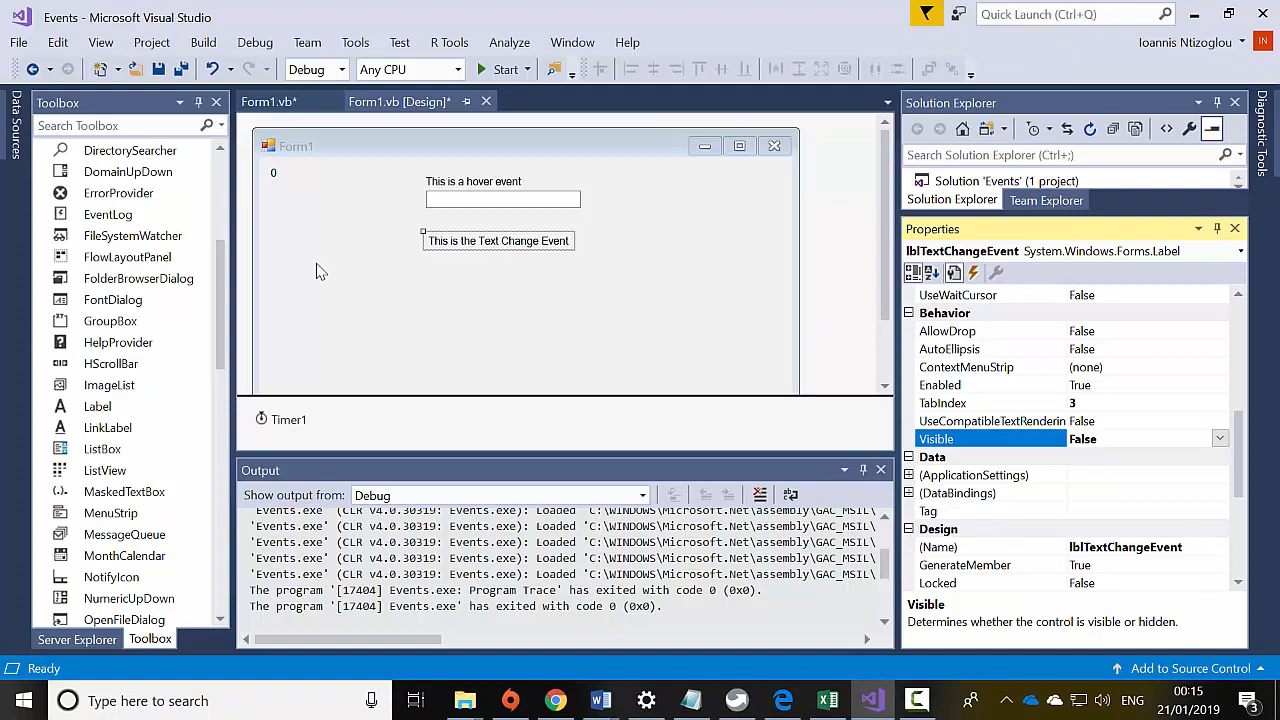 Events - Microsoft Visual Studio
Quick Launch (Ctrl+Q)
File Edit View Project Build Debug Team Tools Test R Tools Analyze Window Help
Ioannis Ntizoglou IN
Debug Any CPU Start
Data Sources
Toolbox
Search Toolbox
DirectorySearcher
DomainUpDown
ErrorProvider
EventLog
FileSystemWatcher
FlowLayoutPanel
FolderBrowserDialog
FontDialog
GroupBox
HelpProvider
HScrollBar
ImageList
Label
LinkLabel
ListBox
ListView
MaskedTextBox
MenuStrip
MessageQueue
MonthCalendar
NotifyIcon
NumericUpDown
OpenFileDialog
Server Explorer Toolbox
Form1.vb* Form1.vb [Design]*
Form1
0
This is a hover event
This is the Text Change Event
Timer1
Output
Show output from: Debug
'Events.exe' (CLR v4.0.30319: Events.exe): Loaded 'C:\WINDOWS\Microsoft.Net\assembly\GAC_MSIL\
'Events.exe' (CLR v4.0.30319: Events.exe): Loaded 'C:\WINDOWS\Microsoft.Net\assembly\GAC_MSIL\
'Events.exe' (CLR v4.0.30319: Events.exe): Loaded 'C:\WINDOWS\Microsoft.Net\assembly\GAC_MSIL\
'Events.exe' (CLR v4.0.30319: Events.exe): Loaded 'C:\WINDOWS\Microsoft.Net\assembly\GAC_MSIL\
'Events.exe' (CLR v4.0.30319: Events.exe): Loaded 'C:\WINDOWS\Microsoft.Net\assembly\GAC_MSIL\
The program '[17404] Events.exe: Program Trace' has exited with code 0 (0x0).
The program '[17404] Events.exe' has exited with code 0 (0x0).
Solution Explorer
Search Solution Explorer (Ctrl+;)
Solution 'Events' (1 project)
Solution Explorer Team Explorer
Properties
lblTextChangeEvent System.Windows.Forms.Label
UseWaitCursor False
Behavior
AllowDrop False
AutoEllipsis False
ContextMenuStrip (none)
Enabled True
TabIndex 3
UseCompatibleTextRenderin False
Visible False
Data
(ApplicationSettings)
(DataBindings)
Tag
Design
(Name) lblTextChangeEvent
GenerateMember True
Locked False
Visible
Determines whether the control is visible or hidden.
Diagnostic Tools
Ready
Add to Source Control
Type here to search
ENG
00:15
21/01/2019
3